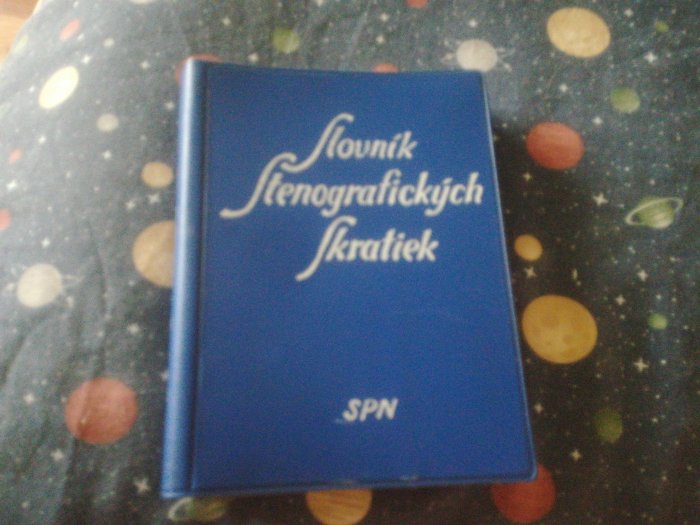 Slovník
Stenografických
Skratiek
SPN